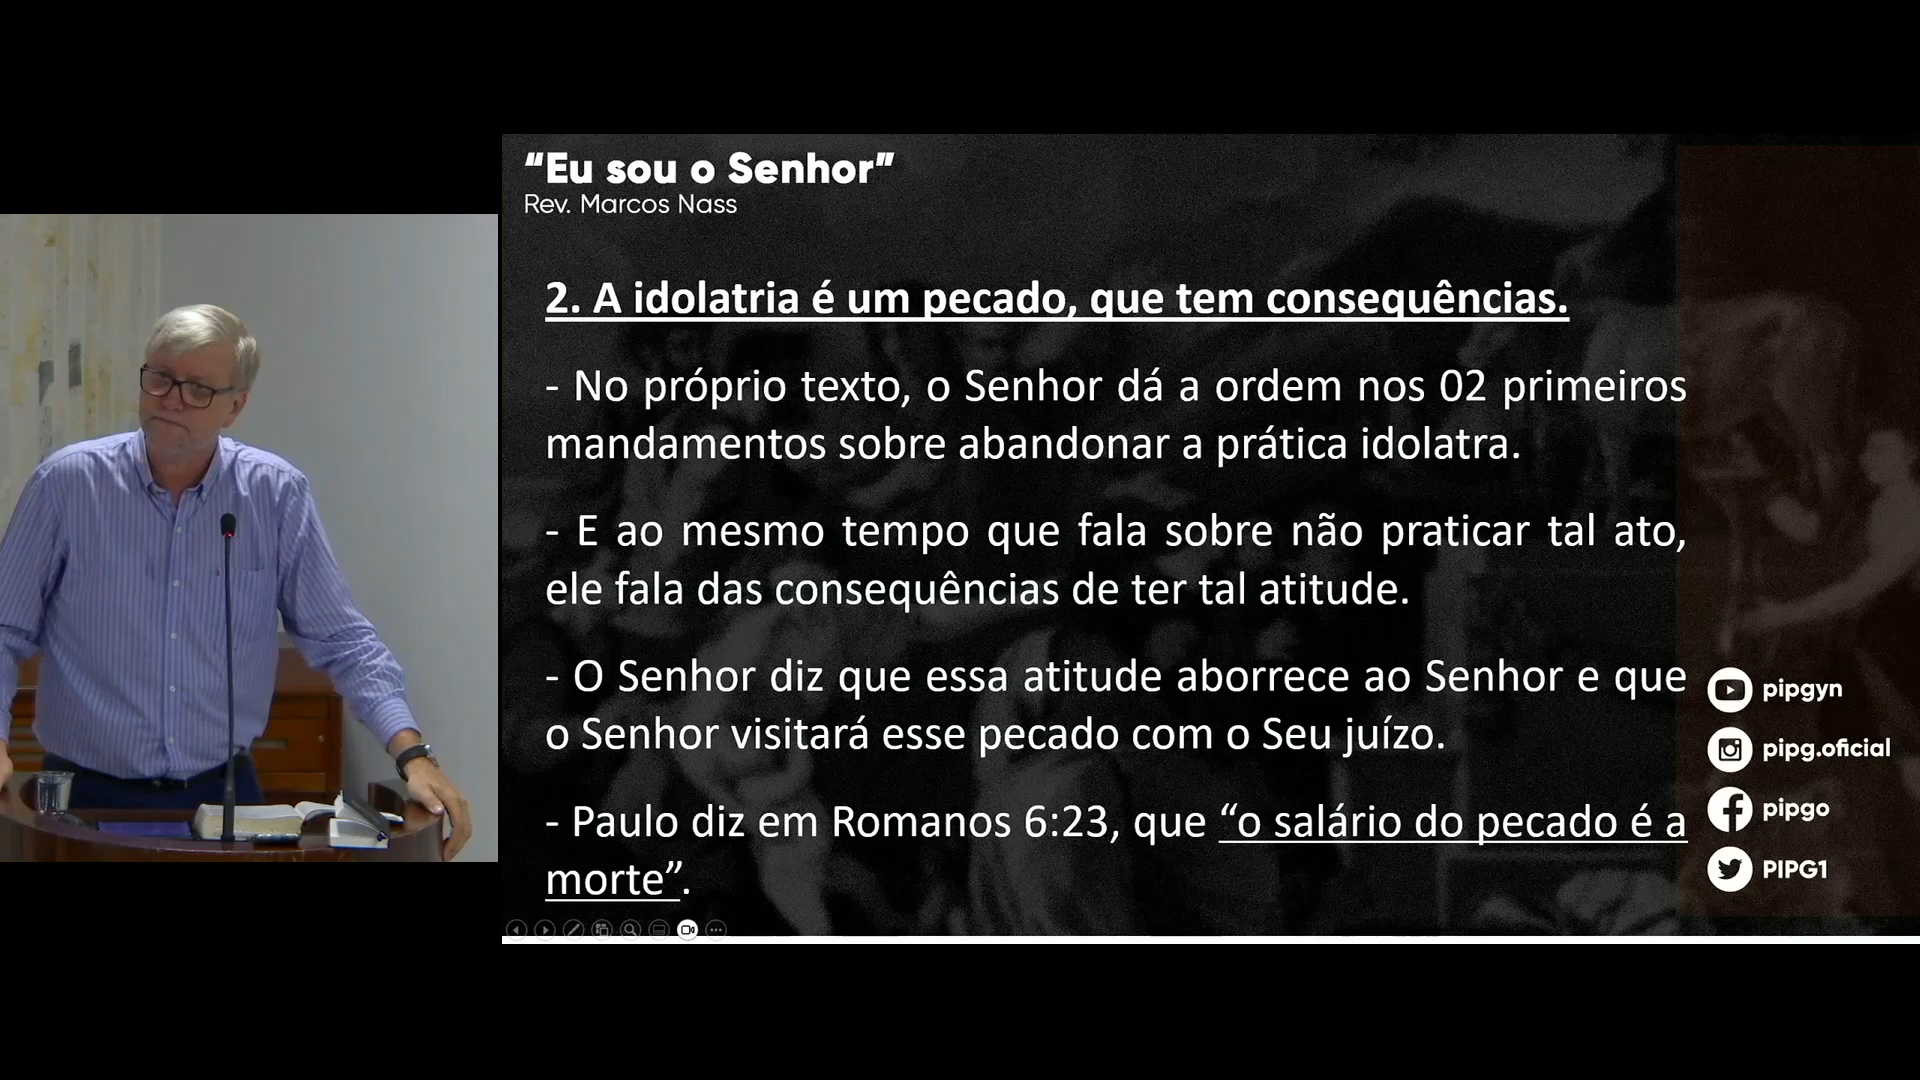 “Eu sou o Senhor”
Rev. Marcos Nass
2. A idolatria é um pecado, que tem consequências.
- No próprio texto, o Senhor dá a ordem nos 02 primeiros
mandamentos sobre abandonar a prática idolatra.
- E ao mesmo tempo que fala sobre não praticar tal ato,
ele fala das consequências de ter tal atitude.
- O Senhor diz que essa atitude aborrece ao Senhor e que
o Senhor visitará esse pecado com o Seu juízo.
- Paulo diz em Romanos 6:23, que “o salário do pecado é a
morte”.
pipgyn
pipg.oficial
pipgo
PIPG1